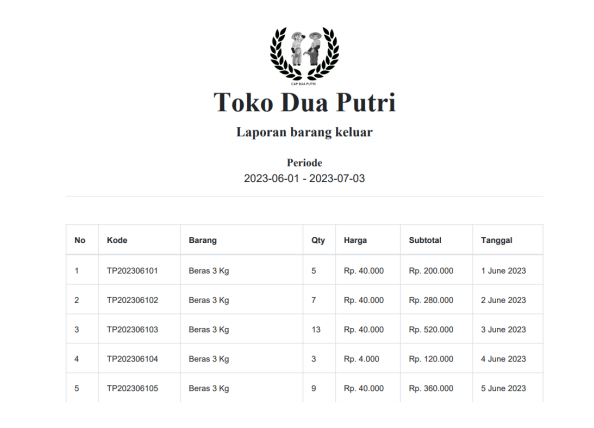 CAP DUA PUTRI
Toko Dua Putri
Laporan barang keluar
Periode
2023-06-01 - 2023-07-03
No Kode Barang Qty Harga Subtotal Tanggal
1 TP202306101 Beras 3 Kg 5 Rp. 40.000 Rp. 200.000 1 June 2023
2 TP202306102 Beras 3 Kg 7 Rp. 40.000 Rp. 280.000 2 June 2023
3 TP202306103 Beras 3 Kg 13 Rp. 40.000 Rp. 520.000 3 June 2023
4 TP202306104 Beras 3 Kg 3 Rp. 4.000 Rp. 120.000 4 June 2023
5 TP202306105 Beras 3 Kg 9 Rp. 40.000 Rp. 360.000 5 June 2023